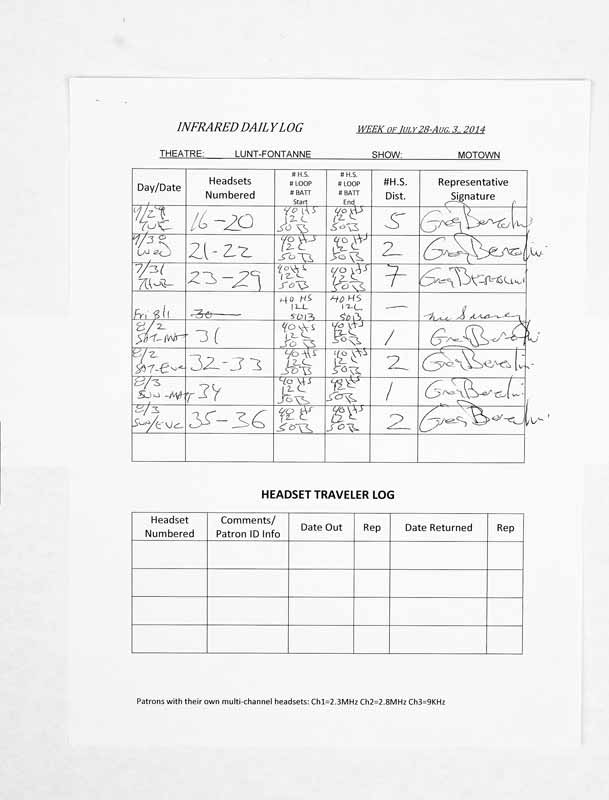 INFRARED DAILY LOG WEEK OF JULY 28-AUG. 3, 2014
THEATRE: LUNT-FONTANNE SHOW: MOTOWN
Day/Date Headsets Numbered # H.S. # LOOP # BATT Start # H.S. # LOOP # BATT End #H.S. Dist. Representative Signature
7/29 TUE 16-20 40 HS 12L 50B 40 HS 12L 50B 5 Greg
7/30 WED 21-22 40 HS 12L 50B 40 HS 12L 50B 2 Greg
7/31 THUR 23-29 40 HS 12L 50B 40 HS 12L 50B 7 Greg
Fri 8/1 30 40 HS 12L 50B 40 HS 12L 50B —
8/2 SAT-MAT 31 40 HS 12L 50B 40 HS 12L 50B 1 Greg
8/2 SAT-EVE 32-33 40 HS 12L 50B 40 HS 12L 50B 2 Greg
8/3 SUN-MATT 34 40 HS 12L 50B 40 HS 12L 50B 1 Greg
8/3 SUN/EVE 35-36 40 HS 12L 50B 40 HS 12L 50B 2 Greg
HEADSET TRAVELER LOG
Headset Numbered Comments/ Patron ID Info Date Out Rep Date Returned Rep
Patrons with their own multi-channel headsets: Ch1=2.3MHz Ch2=2.8MHz Ch3=9KHz